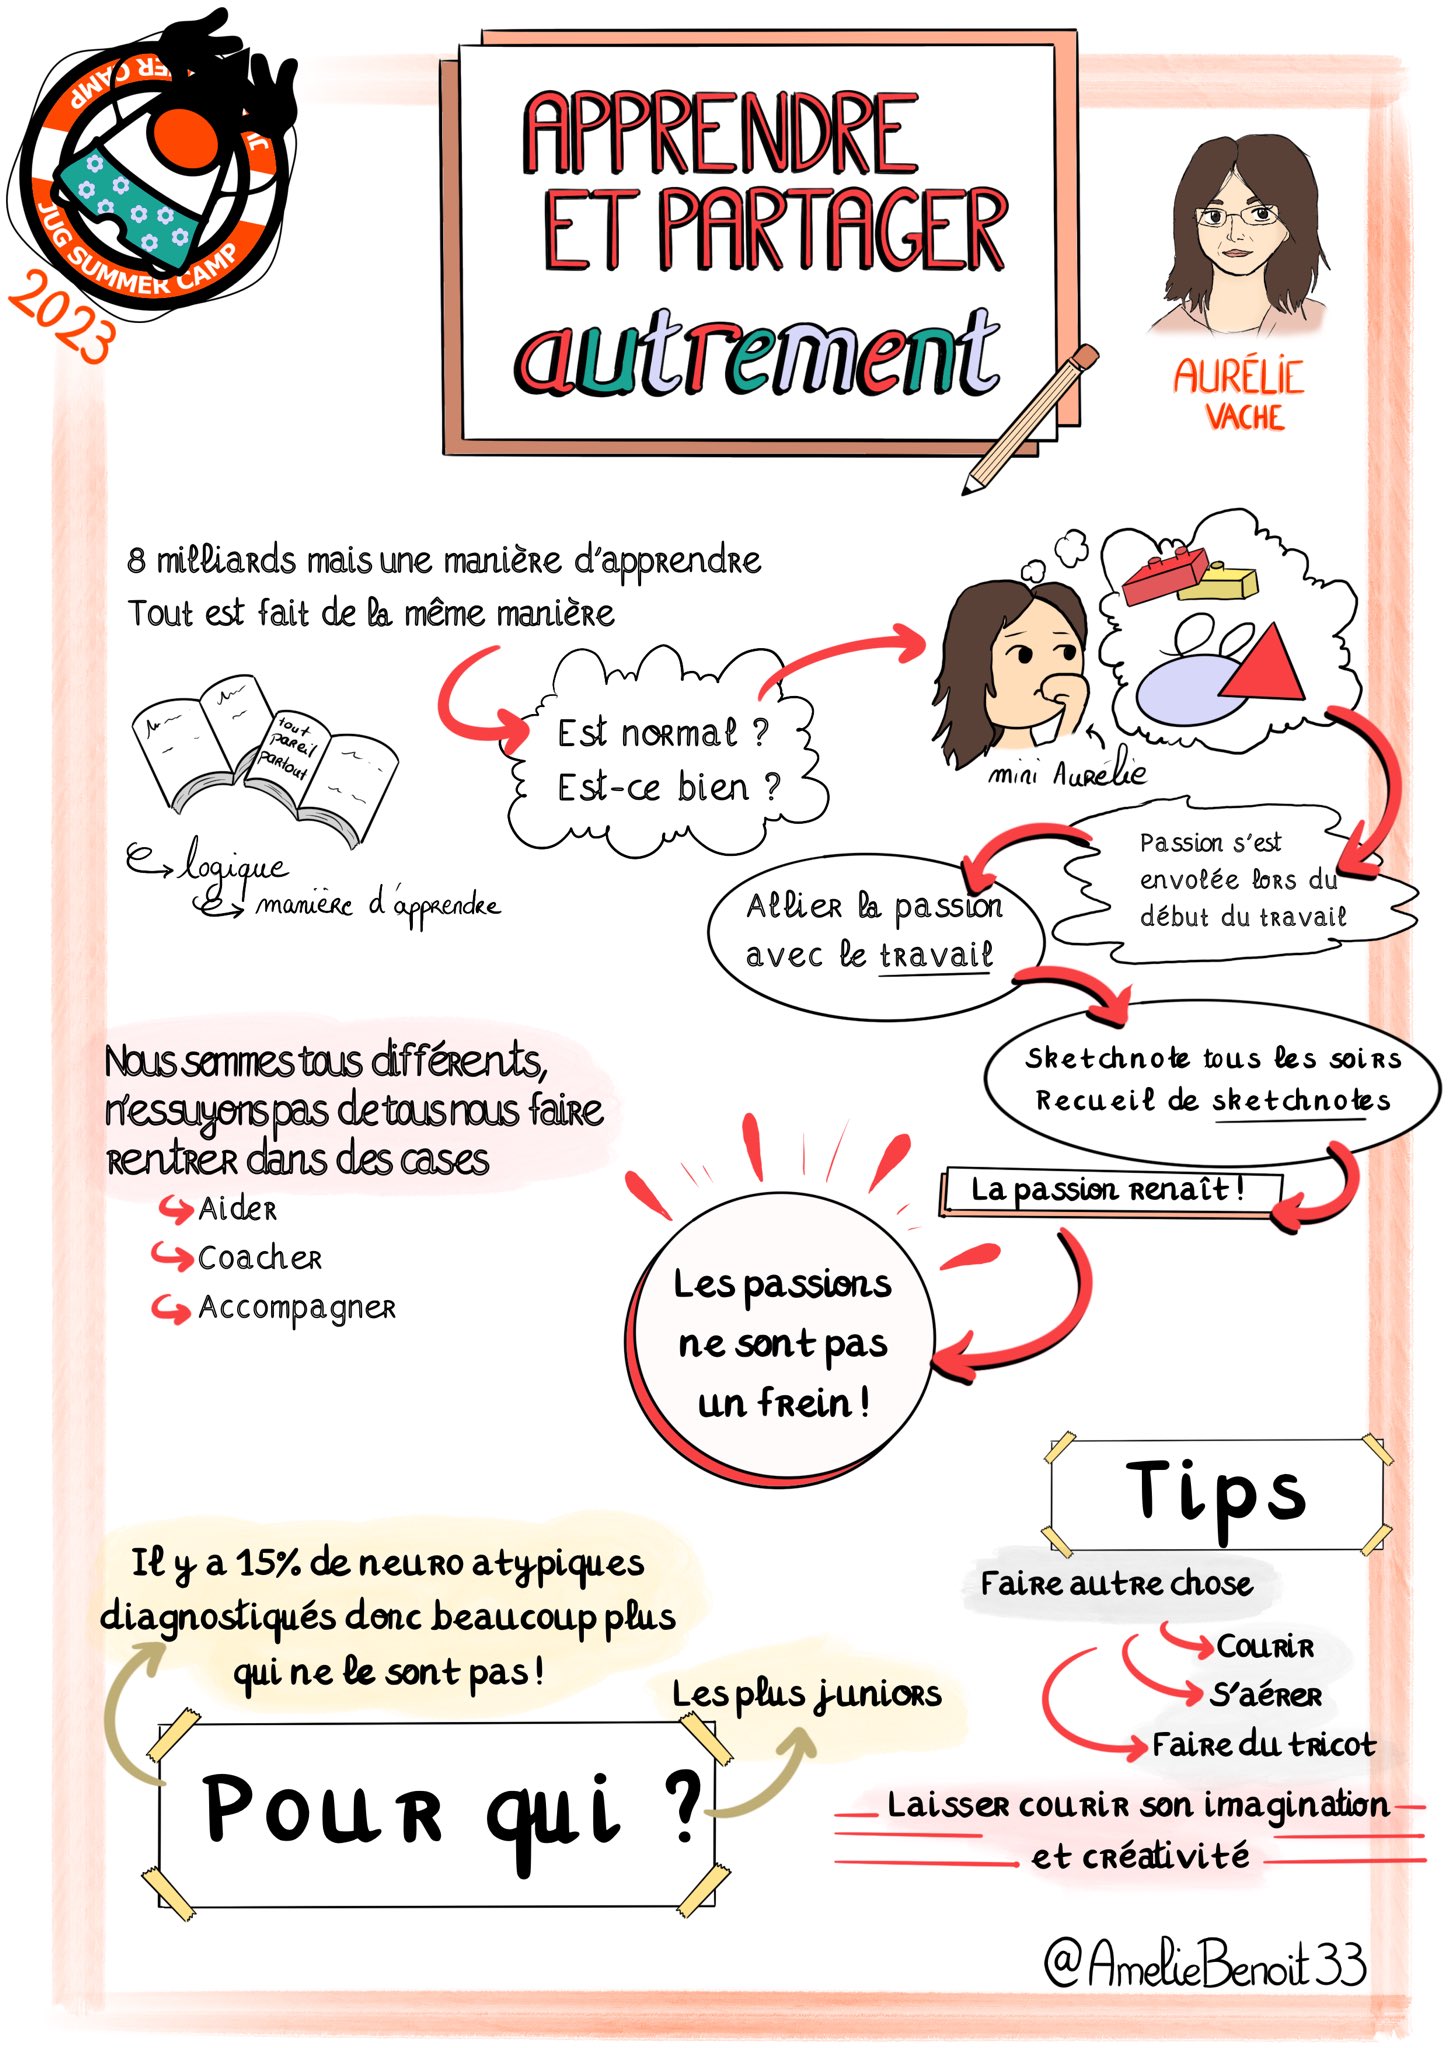 JUG SUMMER CAMP
2023
APPRENDRE
ET PARTAGER
autrement
AURÉLIE
VACHE
8 milliards mais une manière d'apprendre
Tout est fait de la même manière
tout
pareil
partout
logique
manière d'apprendre
Est normal ?
Est-ce bien ?
mini Aurélie
Passion s'est
envolée lors du
début du travail
Allier la passion
avec le travail
Sketchnote tous les soirs
Recueil de sketchnotes
La passion renaît !
Les passions
ne sont pas
un frein !
Nous sommes tous différents,
n'essuyons pas de tous nous faire
rentrer dans des cases
Aider
Coacher
Accompagner
Il y a 15% de neuro atypiques
diagnostiqués donc beaucoup plus
qui ne le sont pas !
Les plus juniors
Pour qui ?
Tips
Faire autre chose
Courir
S'aérer
Faire du tricot
Laisser courir son imagination
et créativité
@AmelieBenoit33